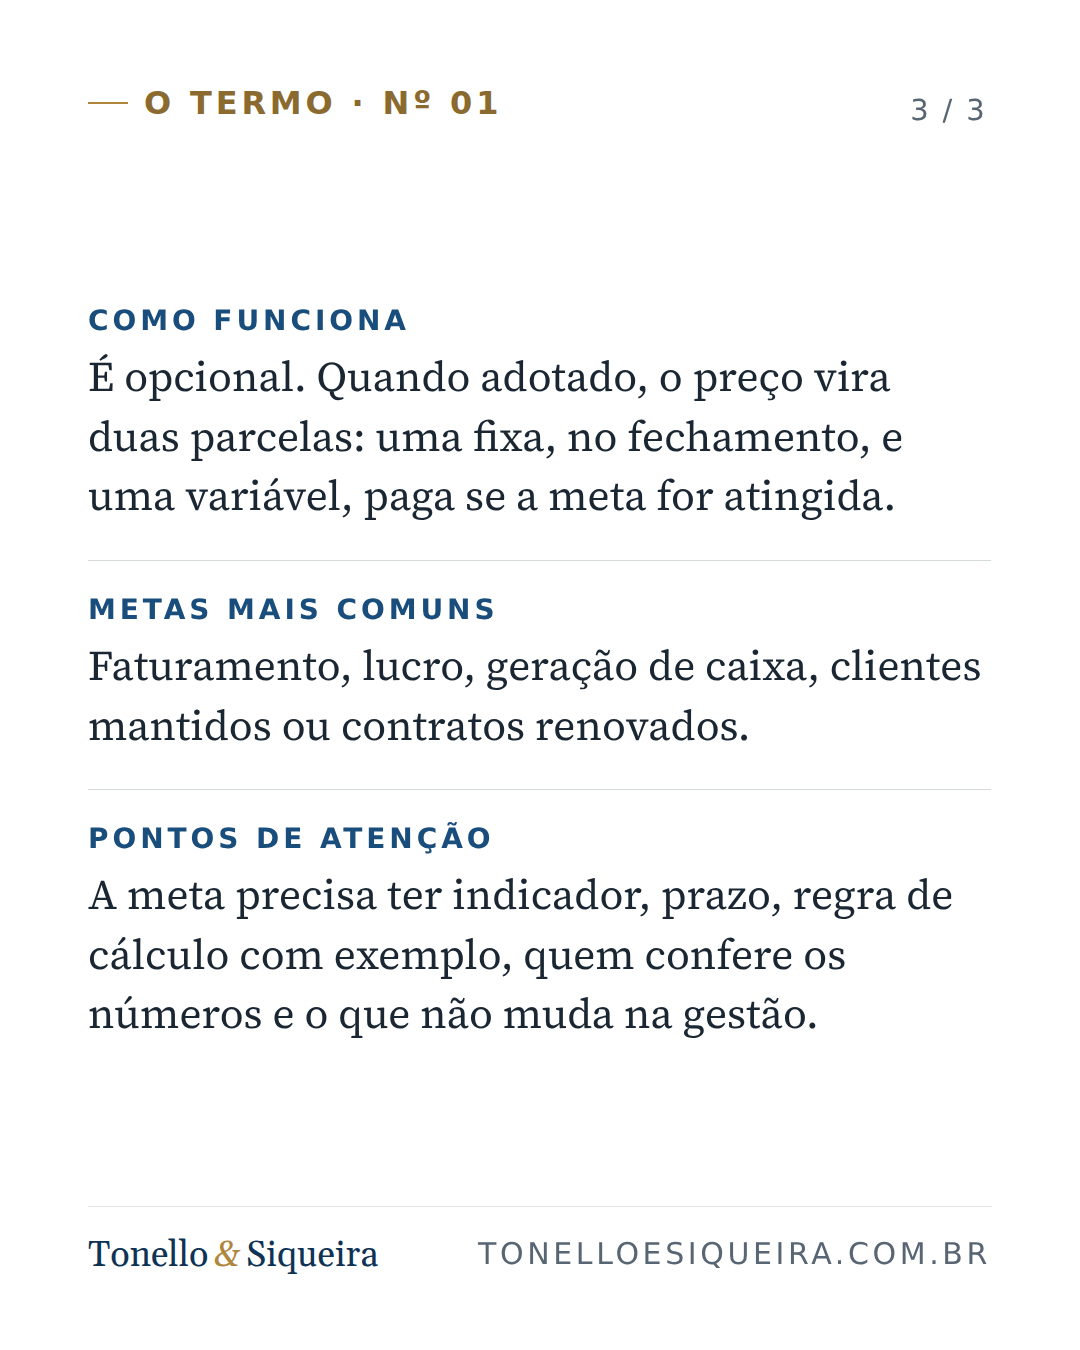 O TERMO · Nº 01
3 / 3
COMO FUNCIONA
É opcional. Quando adotado, o preço vira
duas parcelas: uma fixa, no fechamento, e
uma variável, paga se a meta for atingida.
METAS MAIS COMUNS
Faturamento, lucro, geração de caixa, clientes
mantidos ou contratos renovados.
PONTOS DE ATENÇÃO
A meta precisa ter indicador, prazo, regra de
cálculo com exemplo, quem confere os
números e o que não muda na gestão.
Tonello & Siqueira
TONELLOESIQUEIRA.COM.BR